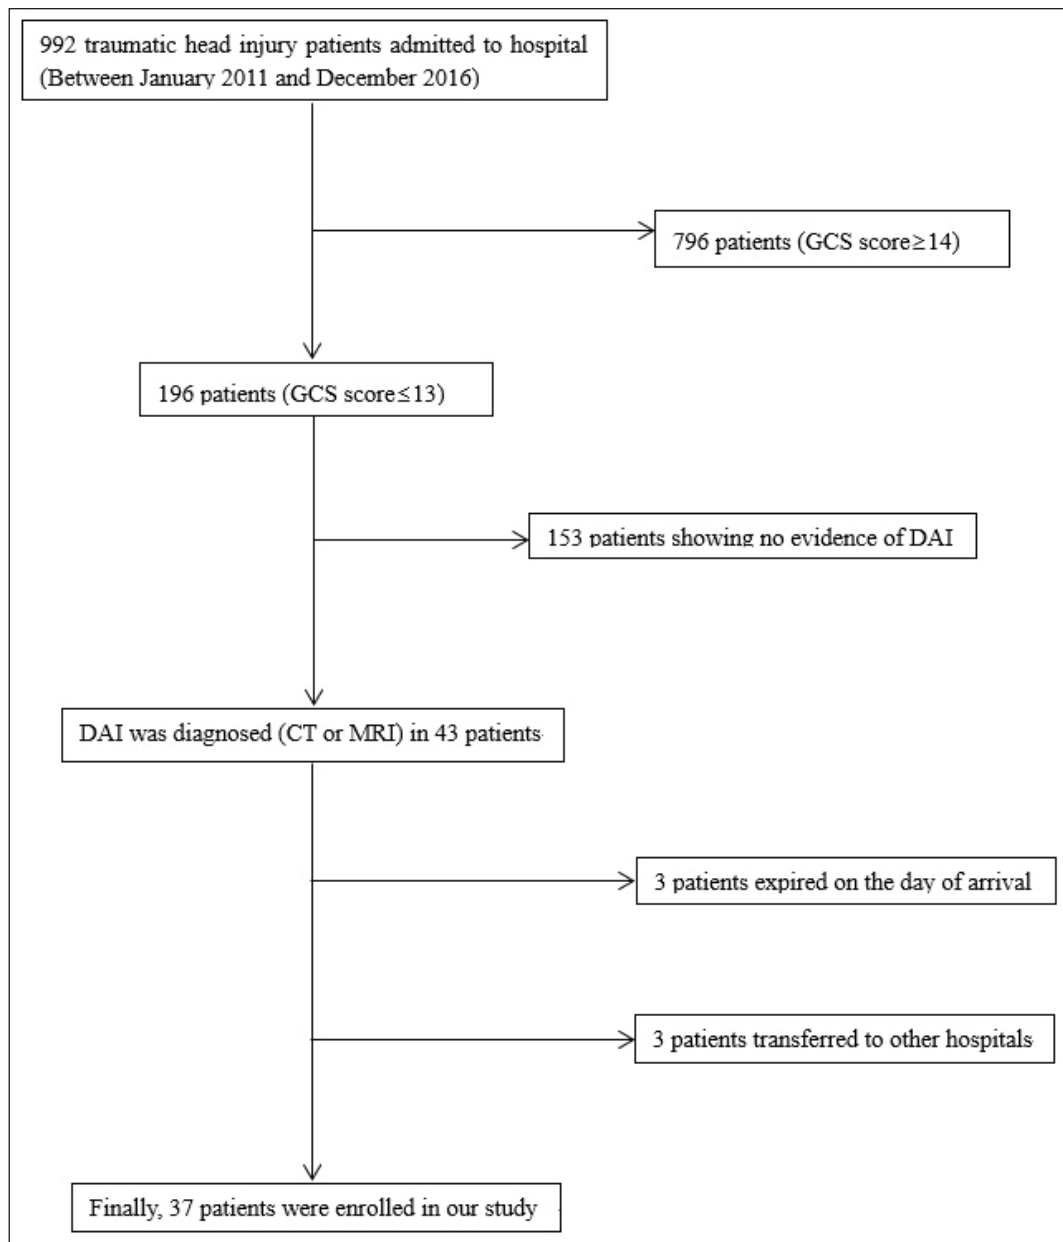 992 traumatic head injury patients admitted to hospital
(Between January 2011 and December 2016)
796 patients (GCS score≥14)
196 patients (GCS score≤13)
153 patients showing no evidence of DAI
DAI was diagnosed (CT or MRI) in 43 patients
3 patients expired on the day of arrival
3 patients transferred to other hospitals
Finally, 37 patients were enrolled in our study